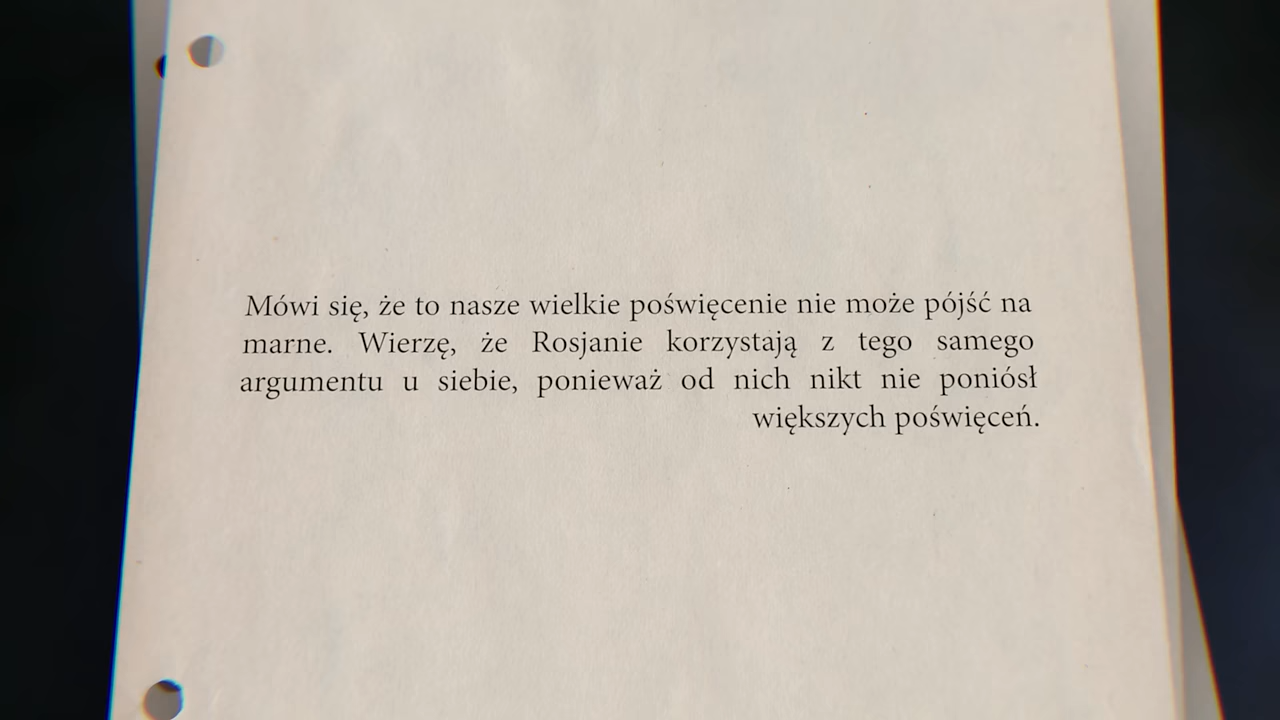 Mówi się, że to nasze wielkie poświęcenie nie może pójść na
marne. Wierzę, że Rosjanie korzystają z tego samego
argumentu u siebie, ponieważ od nich nikt nie poniósł
większych poświęceń.